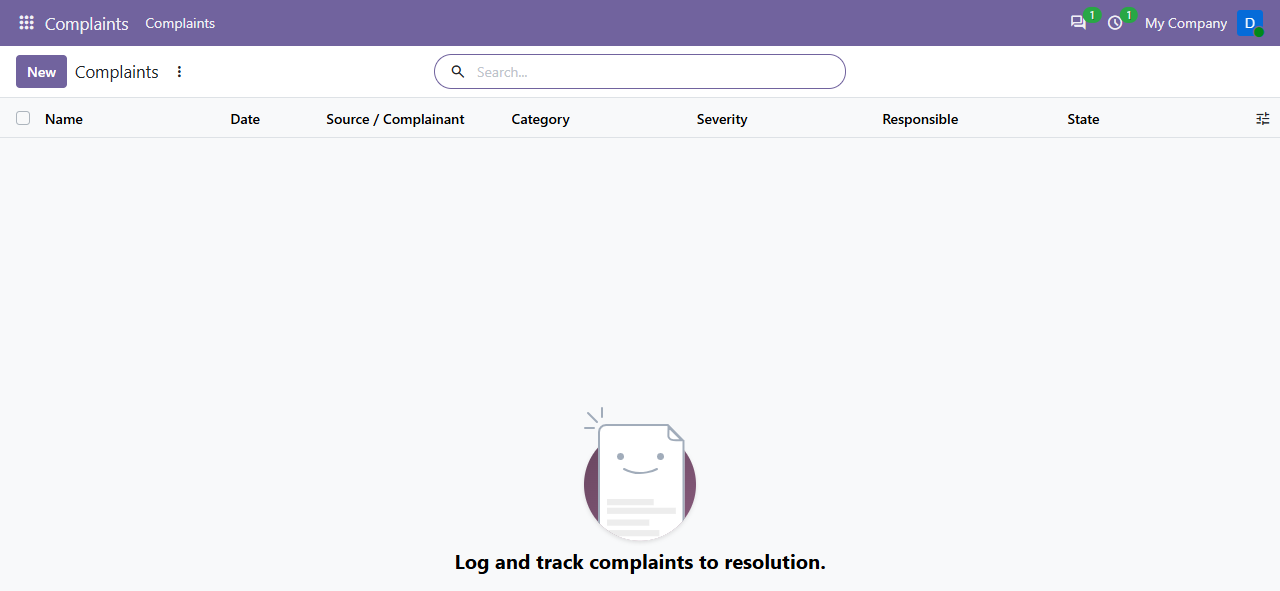 Complaints Complaints 1 1 My Company D
New Complaints Search...
Name Date Source / Complainant Category Severity Responsible State
Log and track complaints to resolution.